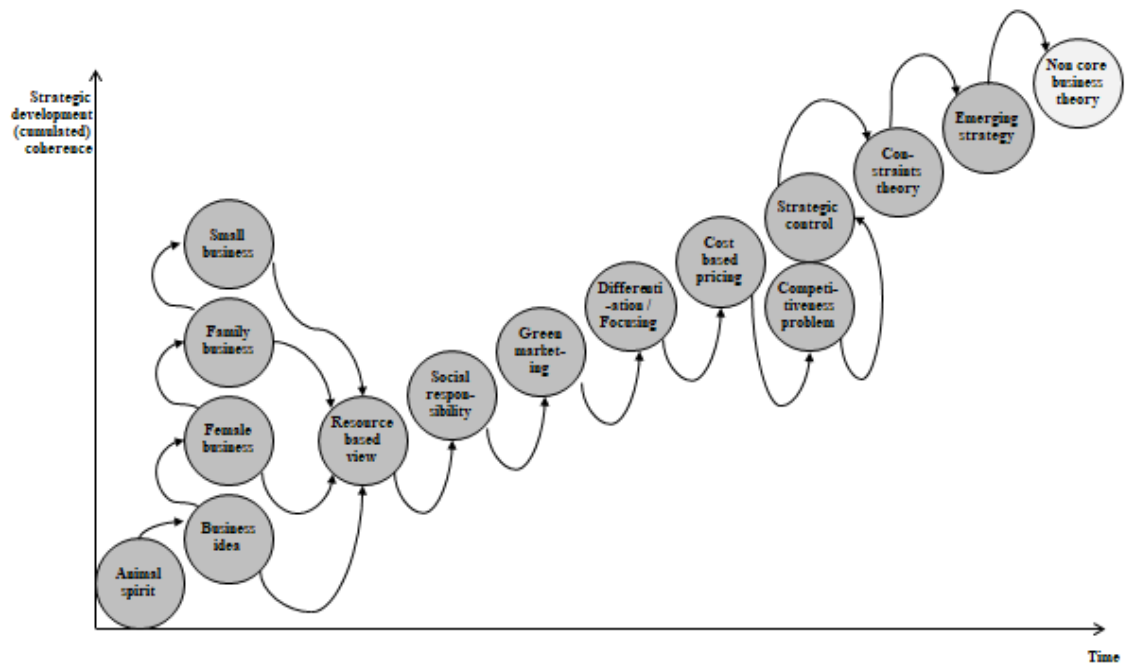 Strategic
development
(cumulated)
coherence
Small
business
Family
business
Female
business
Business
idea
Animal
spirit
Resource
based
view
Social
respon-
sibility
Green
market-
ing
Differenti
-ation /
Focusing
Cost
based
pricing
Strategic
control
Competi-
tiveness
problem
Con-
straints
theory
Emerging
strategy
Non core
business
theory
Time